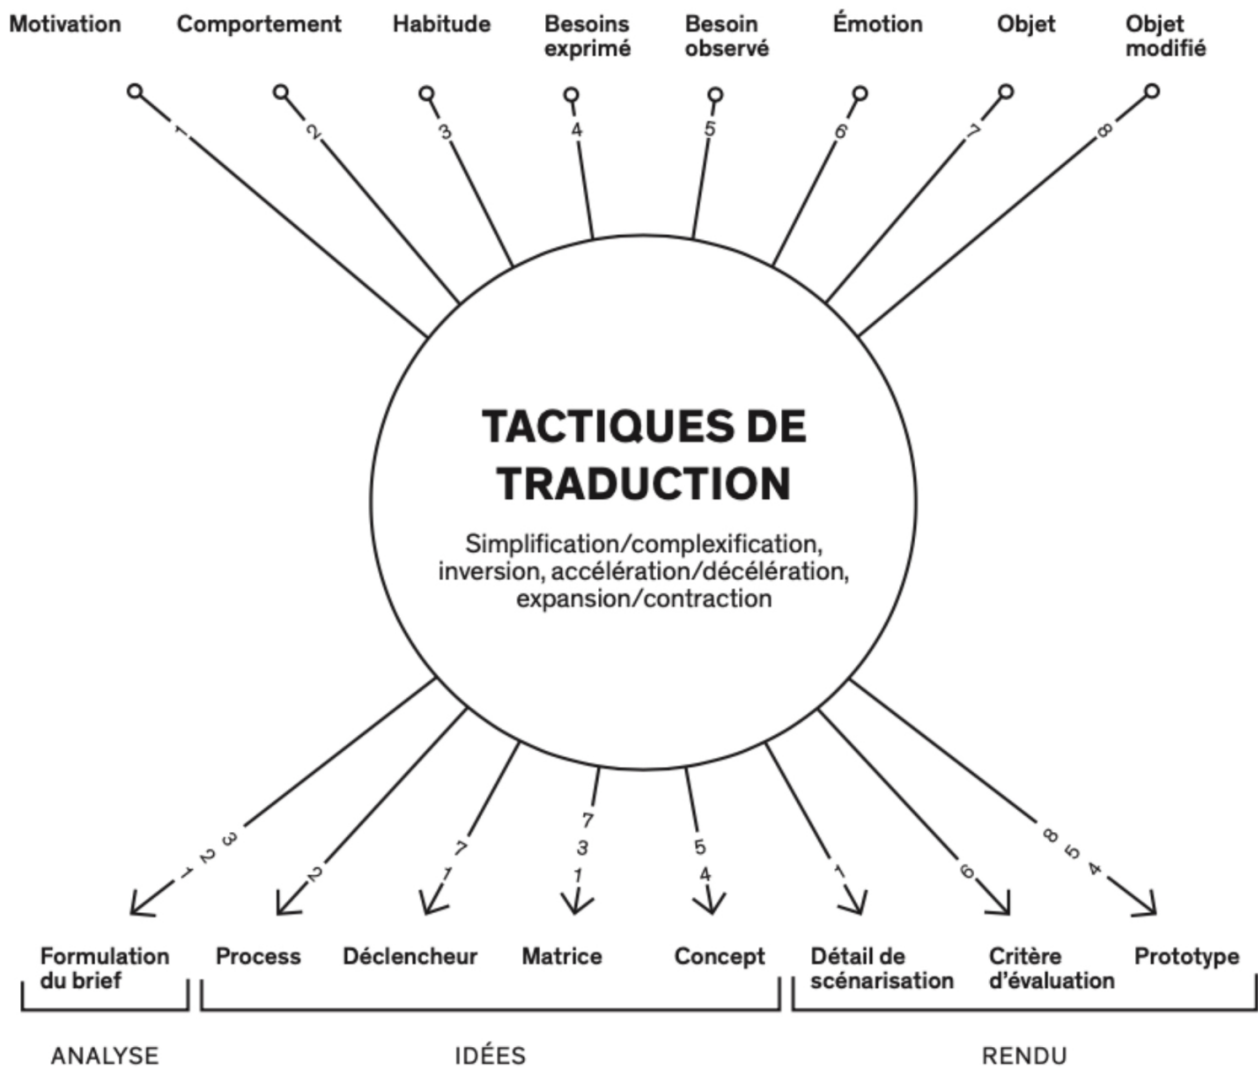 Motivation
Comportement
Habitude
Besoins
exprimé
Besoin
observé
Émotion
Objet
Objet
modifié
1
2
3
4
5
6
7
8
TACTIQUES DE
TRADUCTION
Simplification/complexification,
inversion, accélération/décélération,
expansion/contraction
1 2 3
2
7
1
7
3
1
5
4
1
6
8 5 4
Formulation
du brief
Process
Déclencheur
Matrice
Concept
Détail de
scénarisation
Critère
d’évaluation
Prototype
ANALYSE
IDÉES
RENDU